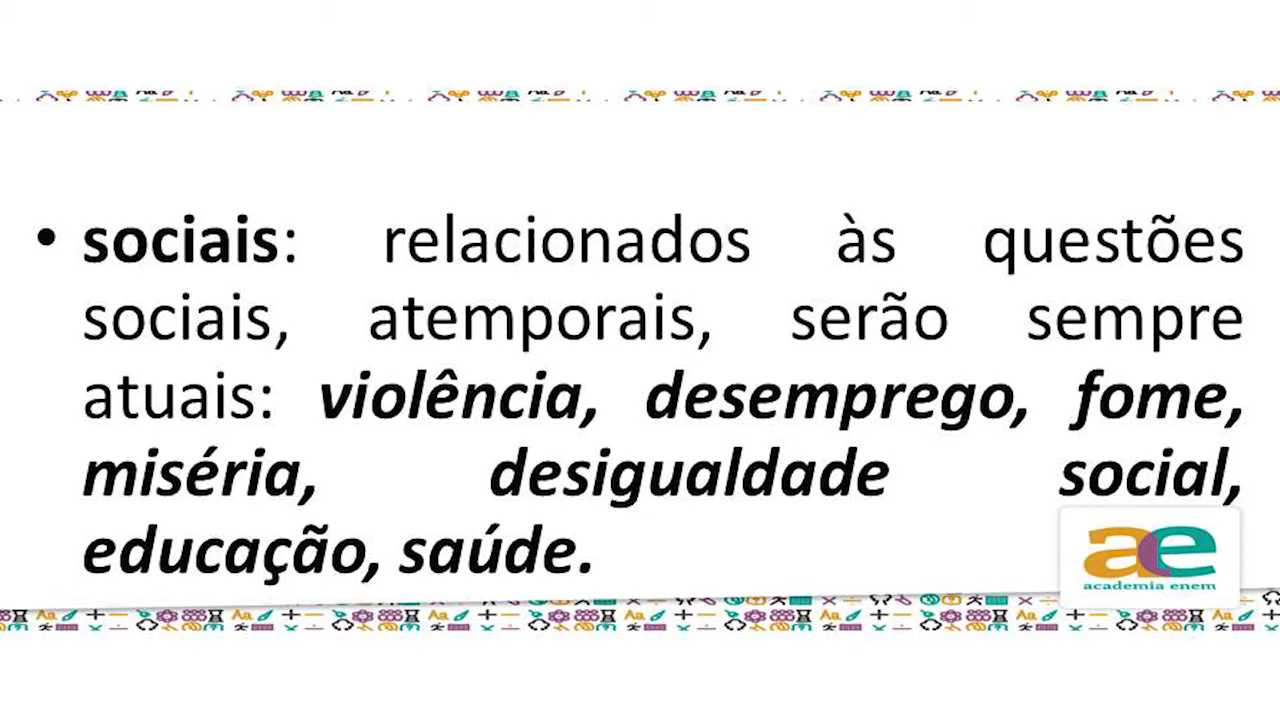 • sociais: relacionados às questões
sociais, atemporais, serão sempre
atuais: violência, desemprego, fome,
miséria, desigualdade social,
educação, saúde.
ae
academia enem